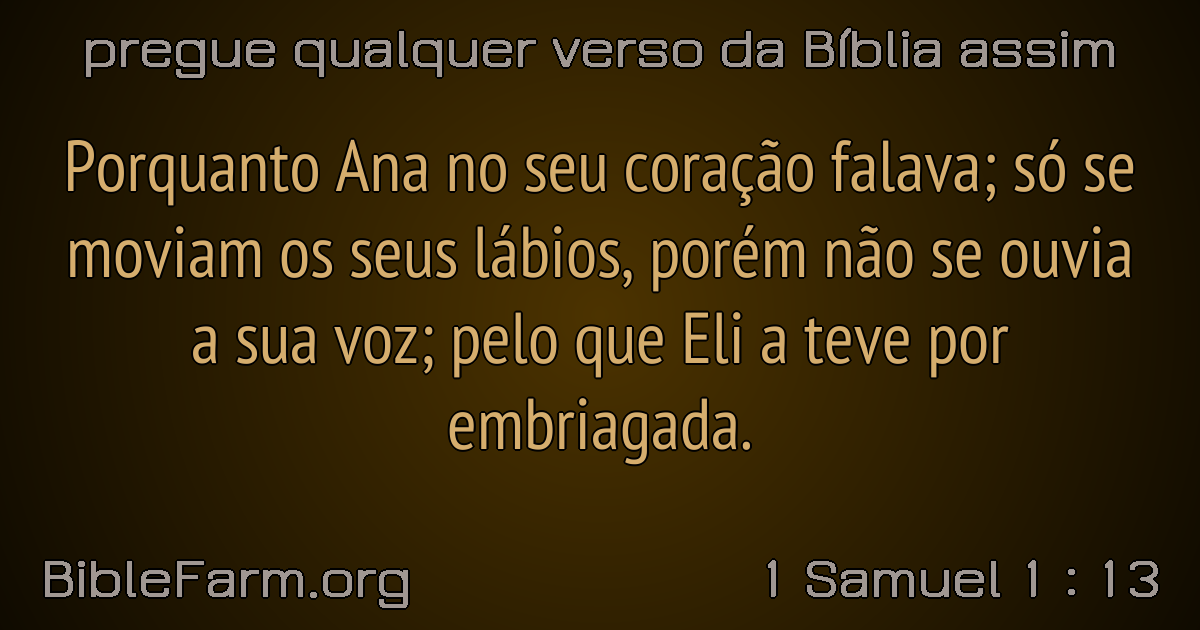 pregue qualquer verso da Bíblia assim
Porquanto Ana no seu coração falava; só se
moviam os seus lábios, porém não se ouvia
a sua voz; pelo que Eli a teve por
embriagada.
BibleFarm.org
1 Samuel 1 : 13